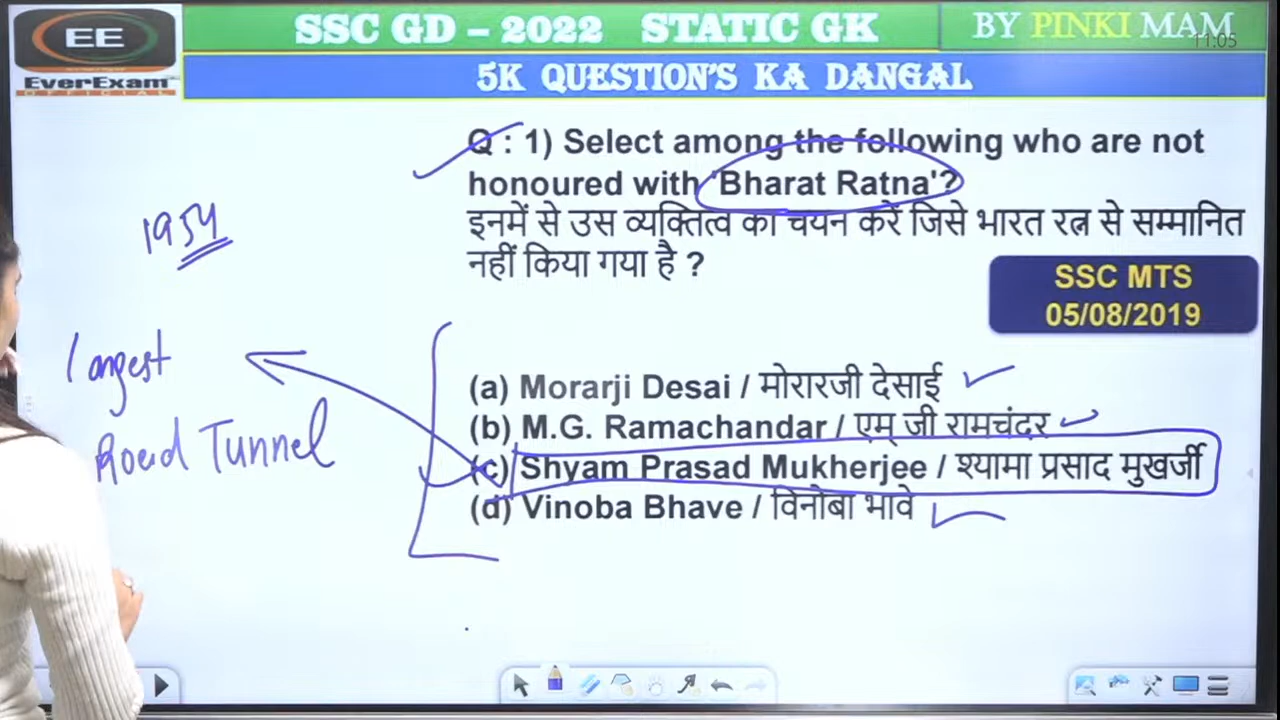 EE
EverExam
OFFICIAL
SSC GD – 2022 STATIC GK
BY PINKI MAM
11:05
5K QUESTION'S KA DANGAL
Q : 1) Select among the following who are not
honoured with 'Bharat Ratna'?
इनमें से उस व्यक्तित्व का चयन करें जिसे भारत रत्न से सम्मानित
नहीं किया गया है ?
1954
SSC MTS
05/08/2019
longest
Road Tunnel
(a) Morarji Desai / मोरारजी देसाई
(b) M.G. Ramachandar / एम् जी रामचंदर
(c) Shyam Prasad Mukherjee / श्यामा प्रसाद मुखर्जी
(d) Vinoba Bhave / विनोबा भावे